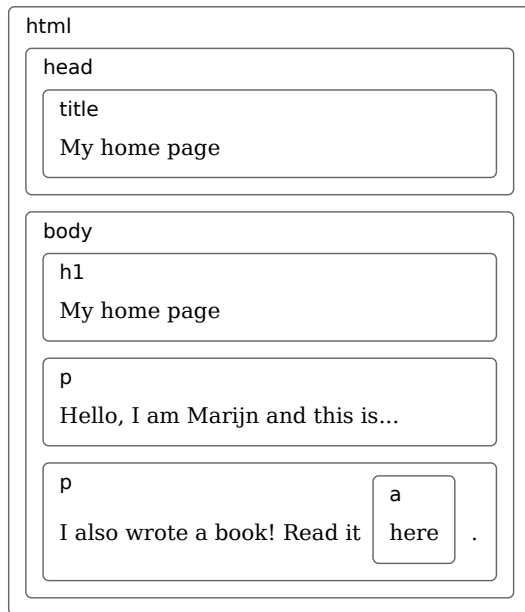 html
head
title
My home page
body
h1
My home page
p
Hello, I am Marijn and this is...
p
a
I also wrote a book! Read it here .